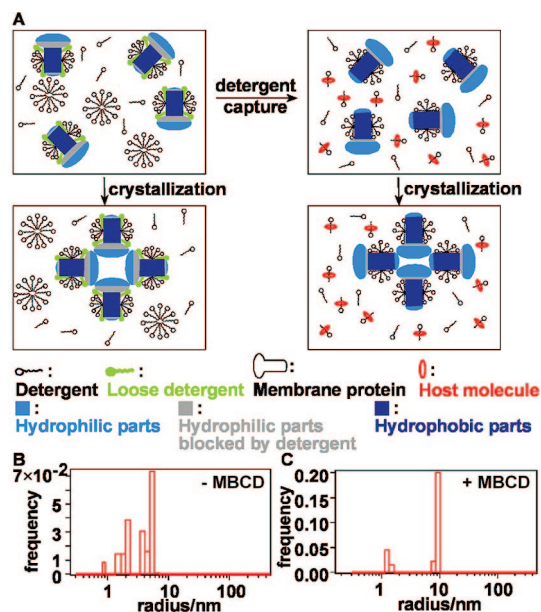 A
detergent
capture
crystallization
crystallization
Detergent
Loose detergent
Membrane protein
Host molecule
Hydrophilic parts
Hydrophilic parts
blocked by detergent
Hydrophobic parts
B
7×10⁻²
5
3
1
0
frequency
- MBCD
1
10
100
radius/nm
C
0.20
0.15
0.10
0.05
0.00
frequency
+ MBCD
1
10
100
radius/nm